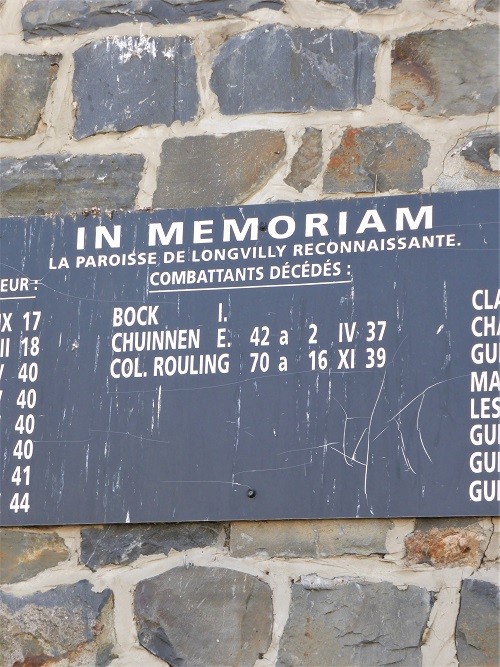 IN MEMORIAM
LA PAROISSE DE LONGVILLY RECONNAISSANTE.
EUR :
X 17
II 18
40
40
40
40
41
44
COMBATTANTS DÉCÉDÉS :
BOCK I.
CHUINNEN E. 42 a 2 IV 37
COL. ROULING 70 a 16 XI 39
CLA
CHA
GUI
MA
LES
GUI
GUI
GUI